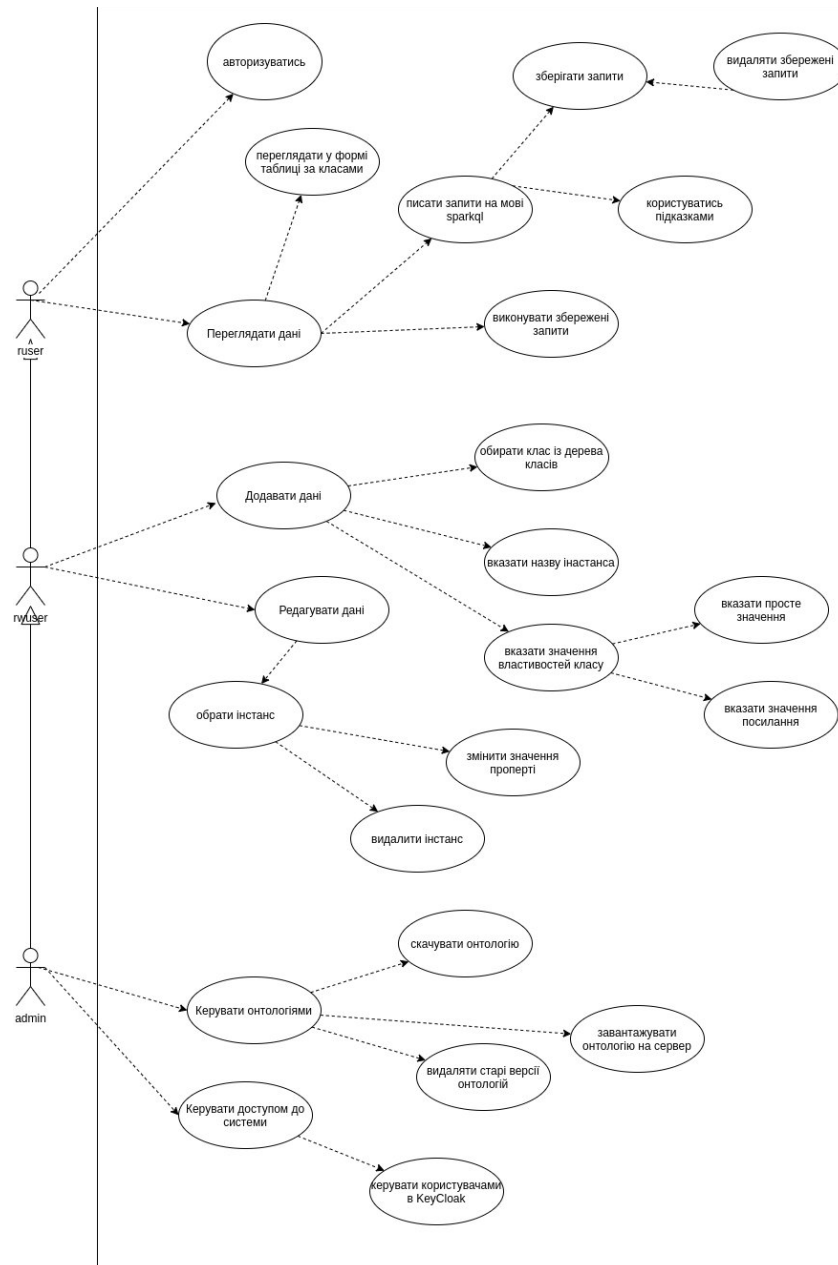 авторизуватись
зберігати запити
видаляти збережені
запити
переглядати у формі
таблиці за класами
писати запити на мові
sparkql
користуватись
підказками
ruser
Переглядати дані
виконувати збережені
запити
обирати клас із дерева
класів
Додавати дані
вказати назву інастанса
rwuser
Редагувати дані
вказати просте
значення
вказати значення
властивостей класу
обрати інстанс
вказати значення
посилання
змінити значення
проперті
видалити інстанс
скачувати онтологію
admin
Керувати онтологіями
завантажувати
онтологію на сервер
видаляти старі версії
онтологій
Керувати доступом до
системи
керувати користувачами
в KeyCloak